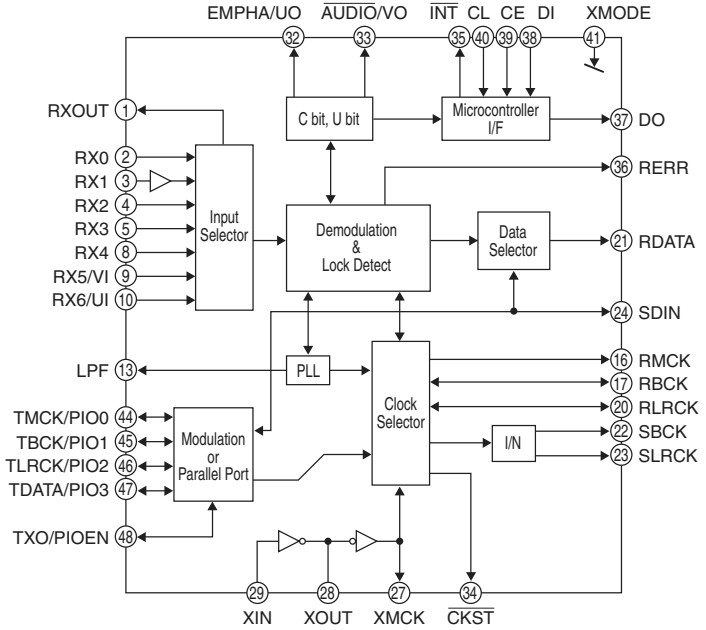 EMPHA/UO A̅U̅D̅I̅O̅/VO I̅N̅T̅ CL CE DI XMODE
32 33 35 40 39 38 41
RXOUT 1
C bit, U bit
Microcontroller
I/F
37 DO
RX0 2
RX1 3
RX2 4
RX3 5
RX4 8
RX5/VI 9
RX6/UI 10
Input
Selector
36 RERR
Demodulation
&
Lock Detect
Data
Selector
21 RDATA
24 SDIN
LPF 13
PLL
Clock
Selector
16 RMCK
17 RBCK
20 RLRCK
22 SBCK
23 SLRCK
I/N
TMCK/PIO0 44
TBCK/PIO1 45
TLRCK/PIO2 46
TDATA/PIO3 47
TXO/PIOEN 48
Modulation
or
Parallel Port
29 28 27 34
XIN XOUT XMCK C̅K̅S̅T̅